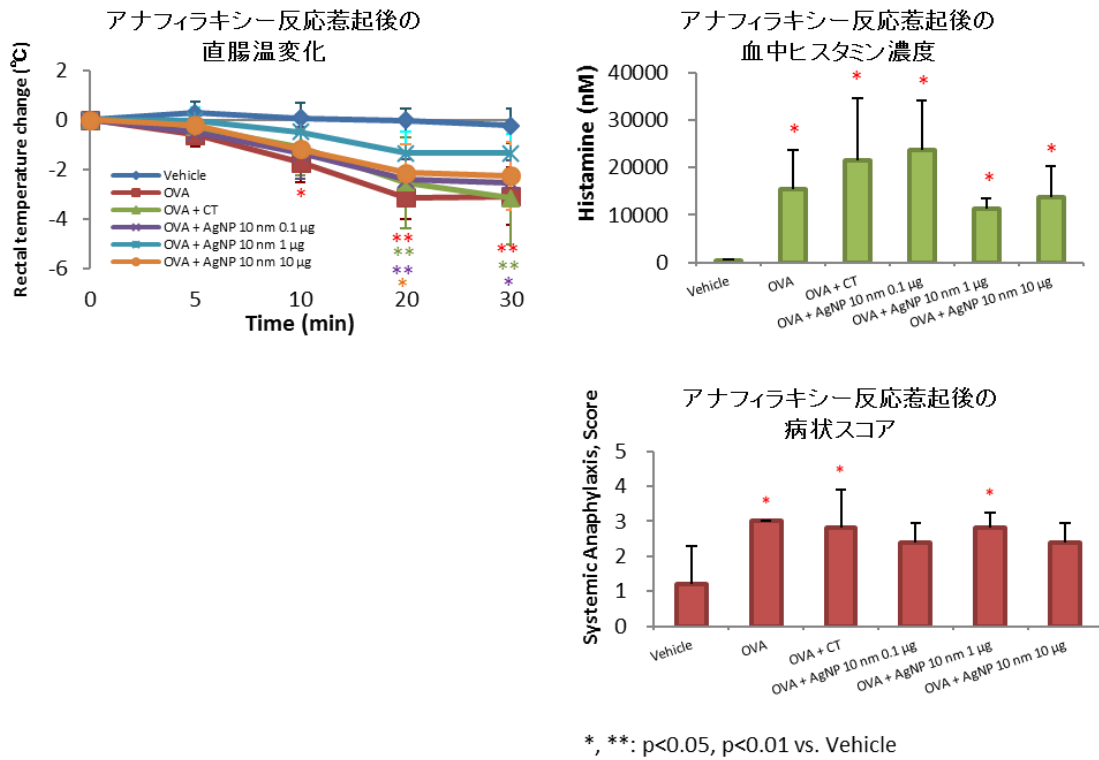 アナフィラキシー反応惹起後の
直腸温変化
Rectal temperature change (℃)
2
0
-2
-4
-6
Vehicle
OVA
OVA + CT
OVA + AgNP 10 nm 0.1 µg
OVA + AgNP 10 nm 1 µg
OVA + AgNP 10 nm 10 µg
*
**
**
**
*
**
**
*
0 5 10 20 30
Time (min)
アナフィラキシー反応惹起後の
血中ヒスタミン濃度
Histamine (nM)
40000
30000
20000
10000
0
* * * * *
Vehicle
OVA
OVA + CT
OVA + AgNP 10 nm 0.1 µg
OVA + AgNP 10 nm 1 µg
OVA + AgNP 10 nm 10 µg
アナフィラキシー反応惹起後の
病状スコア
Systemic Anaphylaxis, Score
5
4
3
2
1
0
* * *
Vehicle
OVA
OVA + CT
OVA + AgNP 10 nm 0.1 µg
OVA + AgNP 10 nm 1 µg
OVA + AgNP 10 nm 10 µg
*, **: p<0.05, p<0.01 vs. Vehicle